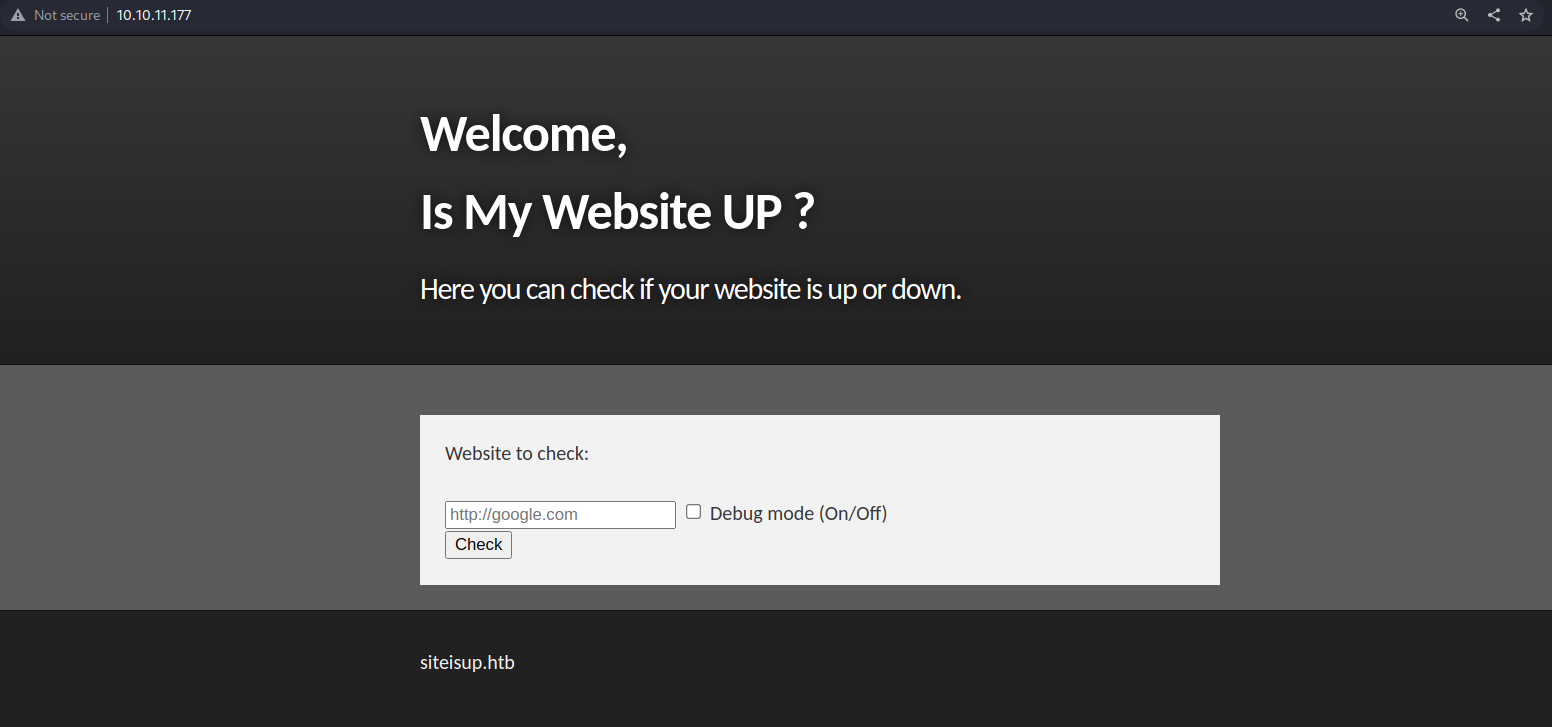 Not secure 10.10.11.177
Welcome,
Is My Website UP ?
Here you can check if your website is up or down.
Website to check:
http://google.com Debug mode (On/Off)
Check
siteisup.htb